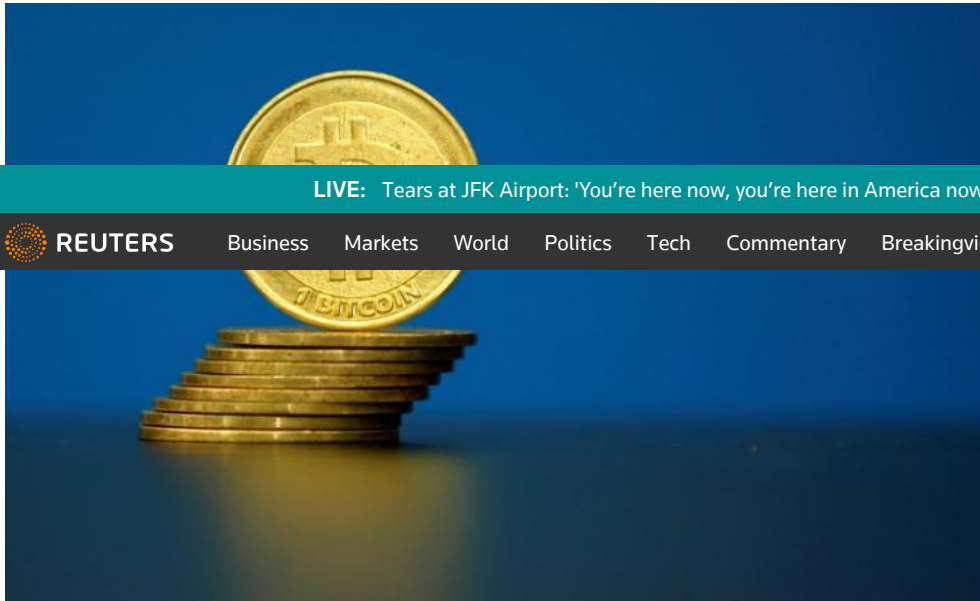 LIVE: Tears at JFK Airport: 'You're here now, you're here in America now
REUTERS Business Markets World Politics Tech Commentary Breakingvi
1 BITCOIN